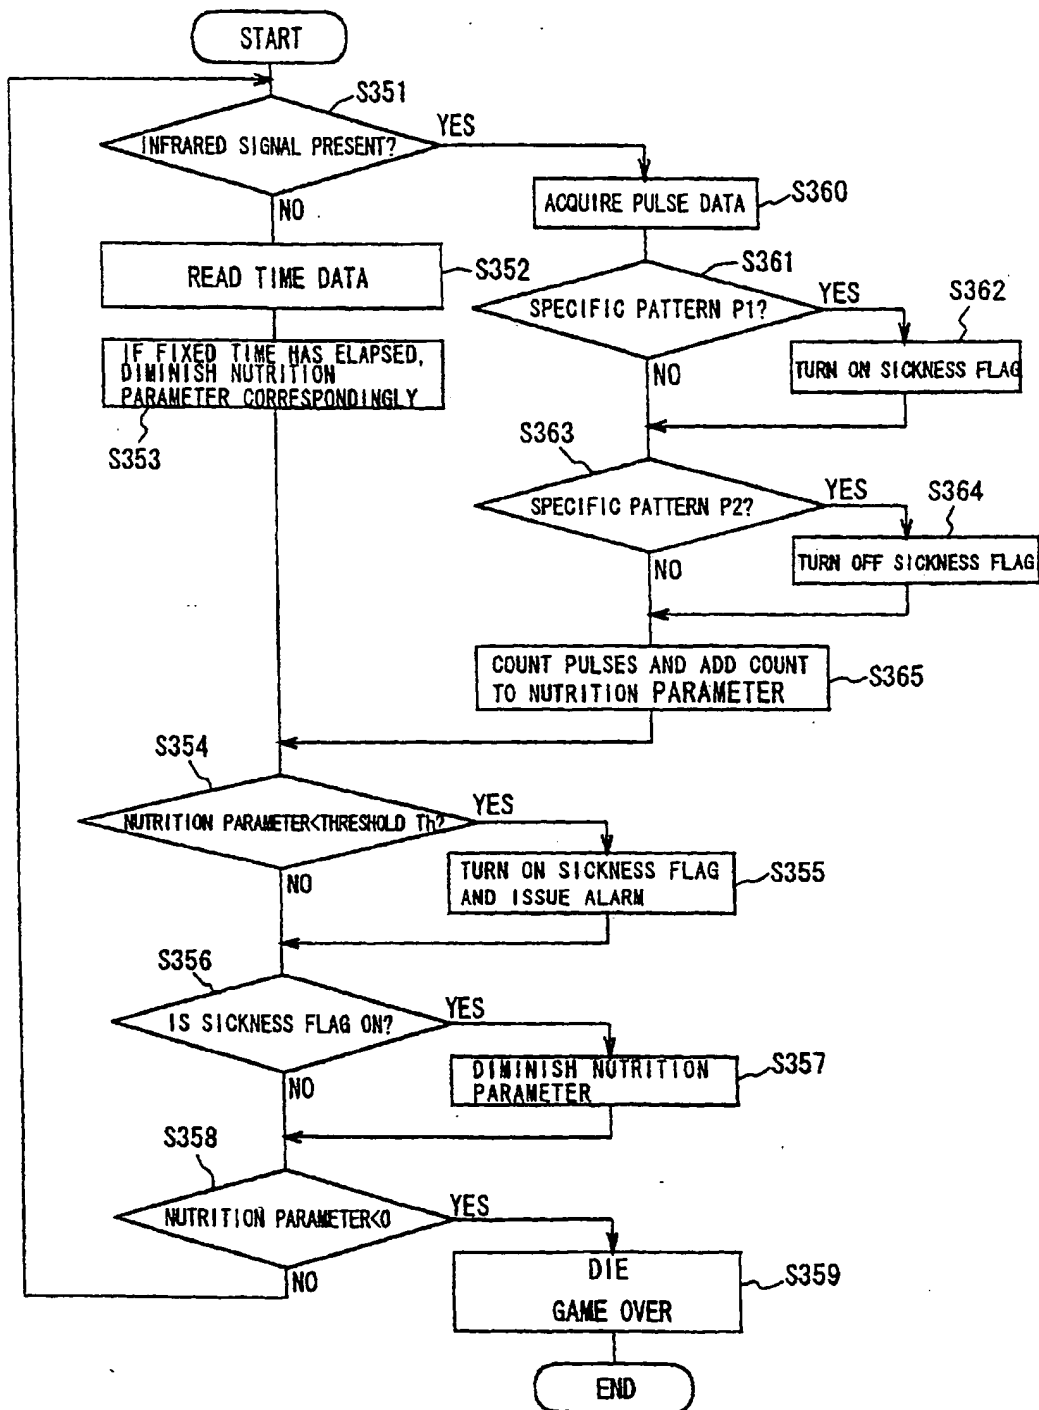 START
S351
INFRARED SIGNAL PRESENT?
YES
NO
ACQUIRE PULSE DATA
S360
READ TIME DATA
S352
S361
SPECIFIC PATTERN P1?
YES
S362
TURN ON SICKNESS FLAG
NO
IF FIXED TIME HAS ELAPSED,
DIMINISH NUTRITION
PARAMETER CORRESPONDINGLY
S353
S363
SPECIFIC PATTERN P2?
YES
S364
TURN OFF SICKNESS FLAG
NO
COUNT PULSES AND ADD COUNT
TO NUTRITION PARAMETER
S365
S354
NUTRITION PARAMETER<THRESHOLD Th?
YES
NO
TURN ON SICKNESS FLAG
AND ISSUE ALARM
S355
S356
IS SICKNESS FLAG ON?
YES
NO
DIMINISH NUTRITION
PARAMETER
S357
S358
NUTRITION PARAMETER<0
YES
NO
DIE
GAME OVER
S359
END